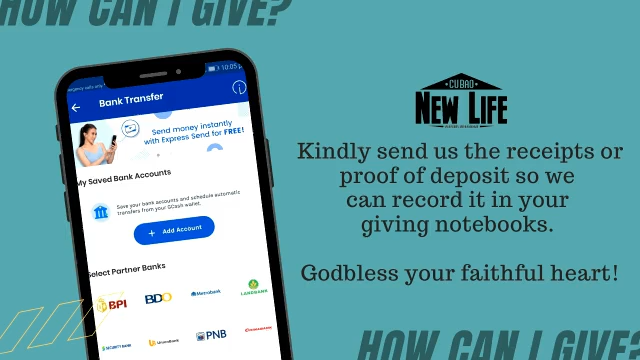 HOW CAN I GIVE?
10:05
Bank Transfer
Send money instantly
with Express Send for FREE!
My Saved Bank Accounts
Save your bank accounts and schedule automatic
transfers from your GCash wallet.
+ Add Account
Select Partner Banks
BPI
BDO
Metrobank
LANDBANK
SECURITY BANK
UnionBank
PNB
CUBAO
NEW LIFE
Kindly send us the receipts or
proof of deposit so we
can record it in your
giving notebooks.
Godbless your faithful heart!
HOW CAN I GIVE?